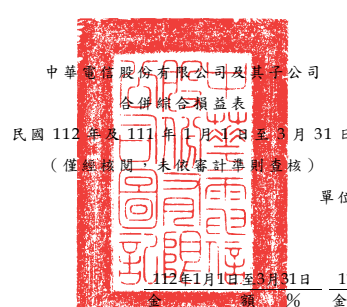 中華電信股份有限公司及其子公司
合併綜合損益表
民國 112 年及 111 年 1 月 1 日至 3 月 31 日
（僅經核閱，未依審計準則查核）
單位
112年1月1日至3月31日 1
金 額 % 金